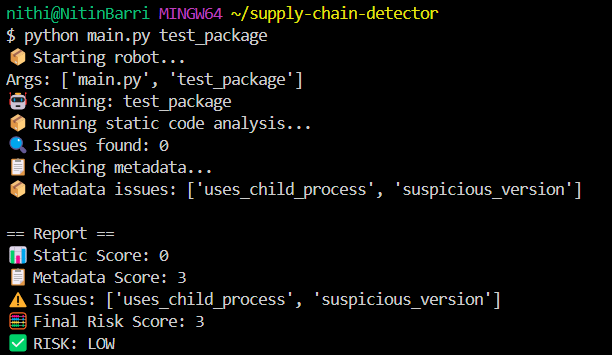 nithi@NitinBarri MINGW64 ~/supply-chain-detector
$ python main.py test_package
📦 Starting robot...
Args: ['main.py', 'test_package']
🤖 Scanning: test_package
📦 Running static code analysis...
🔍 Issues found: 0
📋 Checking metadata...
📦 Metadata issues: ['uses_child_process', 'suspicious_version']
== Report ==
📊 Static Score: 0
📋 Metadata Score: 3
⚠️ Issues: ['uses_child_process', 'suspicious_version']
🧮 Final Risk Score: 3
✅ RISK: LOW